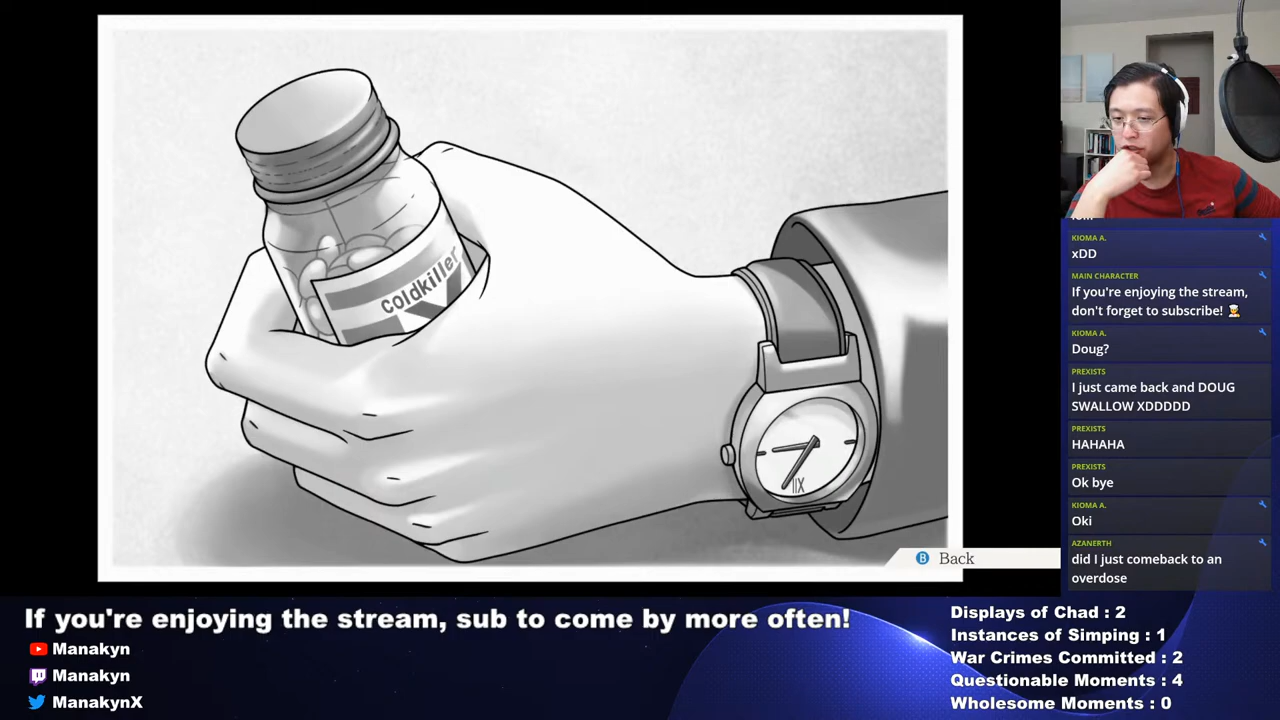 Coldkiller
IIX
B Back
KIOMA A.
xDD
MAIN CHARACTER
If you're enjoying the stream,
don't forget to subscribe! 🧑‍🍳
KIOMA A.
Doug?
PREXISTS
I just came back and DOUG
SWALLOW XDDDDD
PREXISTS
HAHAHA
PREXISTS
Ok bye
KIOMA A.
Oki
AZANERTH
did I just comeback to an
overdose
If you're enjoying the stream, sub to come by more often!
Manakyn
Manakyn
ManakynX
Displays of Chad : 2
Instances of Simping : 1
War Crimes Committed : 2
Questionable Moments : 4
Wholesome Moments : 0